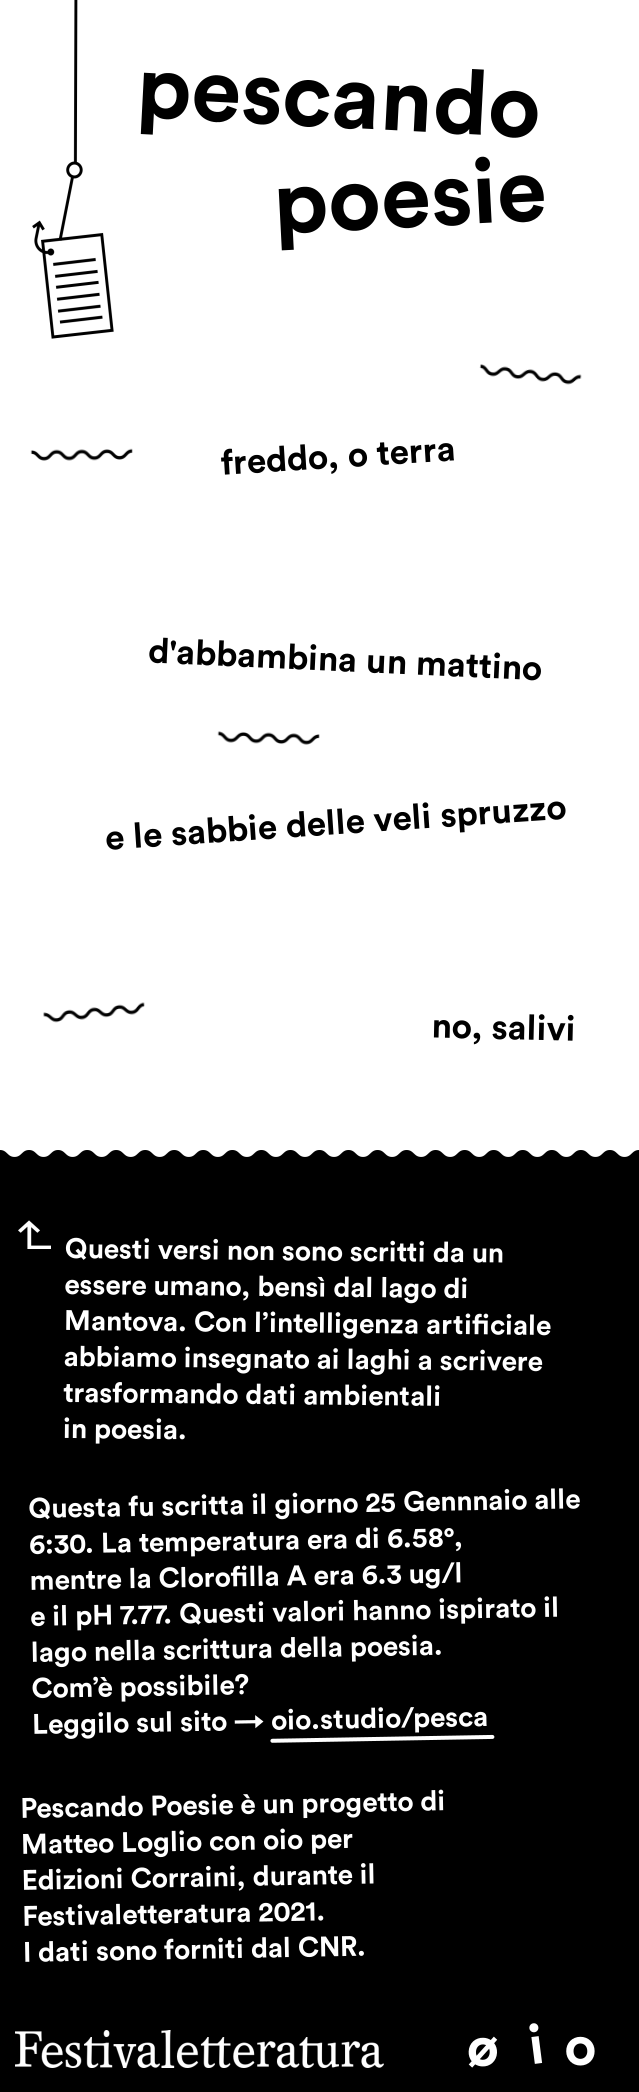 pescando
poesie
freddo, o terra
d'abbambina un mattino
e le sabbie delle veli spruzzo
no, salivi
Questi versi non sono scritti da un
essere umano, bensì dal lago di
Mantova. Con l’intelligenza artificiale
abbiamo insegnato ai laghi a scrivere
trasformando dati ambientali
in poesia.
Questa fu scritta il giorno 25 Gennnaio alle
6:30. La temperatura era di 6.58°,
mentre la Clorofilla A era 6.3 ug/l
e il pH 7.77. Questi valori hanno ispirato il
lago nella scrittura della poesia.
Com’è possibile?
Leggilo sul sito → oio.studio/pesca
Pescando Poesie è un progetto di
Matteo Loglio con oio per
Edizioni Corraini, durante il
Festivaletteratura 2021.
I dati sono forniti dal CNR.
Festivaletteratura ø i o